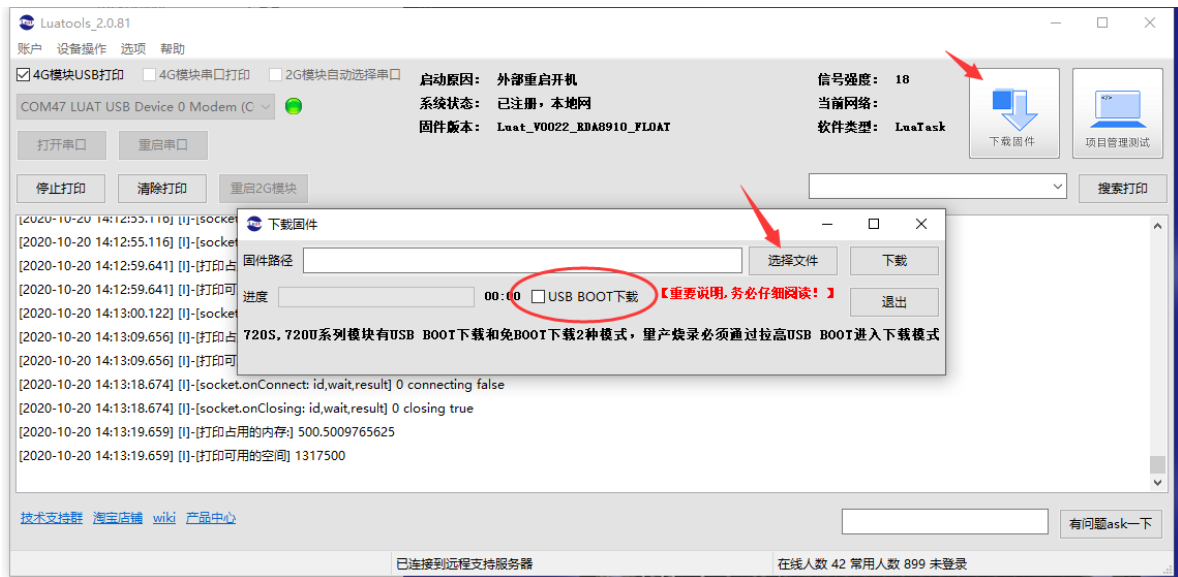 Luatools_2.0.81
账户 设备操作 选项 帮助
4G模块USB打印 4G模块串口打印 2G模块自动选择串口
启动原因: 外部重启开机
信号强度: 18
COM47 LUAT USB Device 0 Modem (C
系统状态: 已注册,本地网
当前网络:
固件版本: Luat_V0022_RDA8910_FLOAT
软件类型: LuaTask
下载固件
项目管理测试
打开串口 重启串口
停止打印 清除打印 重启2G模块
搜索打印
[2020-10-20 14:12:55.116] [I]-[socket
[2020-10-20 14:12:55.116] [I]-[socket
[2020-10-20 14:12:59.641] [I]-[打印占
[2020-10-20 14:12:59.641] [I]-[打印可
[2020-10-20 14:13:00.122] [I]-[socket
[2020-10-20 14:13:09.656] [I]-[打印占
[2020-10-20 14:13:09.656] [I]-[打印可
下载固件
固件路径 选择文件 下载
进度 00:00 USB BOOT下载 【重要说明,务必仔细阅读!】 退出
720S,720U系列模块有USB BOOT下载和免BOOT下载2种模式,量产烧录必须通过拉高USB BOOT进入下载模式
[2020-10-20 14:13:18.674] [I]-[socket.onConnect: id,wait,result] 0 connecting false
[2020-10-20 14:13:18.674] [I]-[socket.onClosing: id,wait,result] 0 closing true
[2020-10-20 14:13:19.659] [I]-[打印占用的内存:] 500.5009765625
[2020-10-20 14:13:19.659] [I]-[打印可用的空间] 1317500
技术支持群 淘宝店铺 wiki 产品中心
有问题ask一下
已连接到远程支持服务器
在线人数 42 常用人数 899 未登录